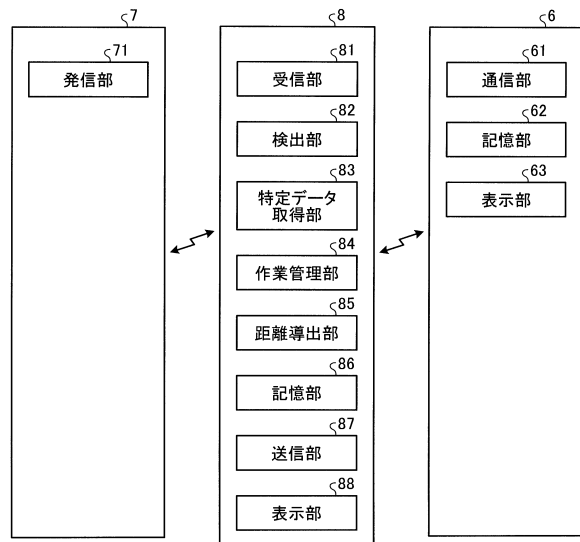 7
71
発信部
8
81
受信部
82
検出部
83
特定データ
取得部
84
作業管理部
85
距離導出部
86
記憶部
87
送信部
88
表示部
6
61
通信部
62
記憶部
63
表示部